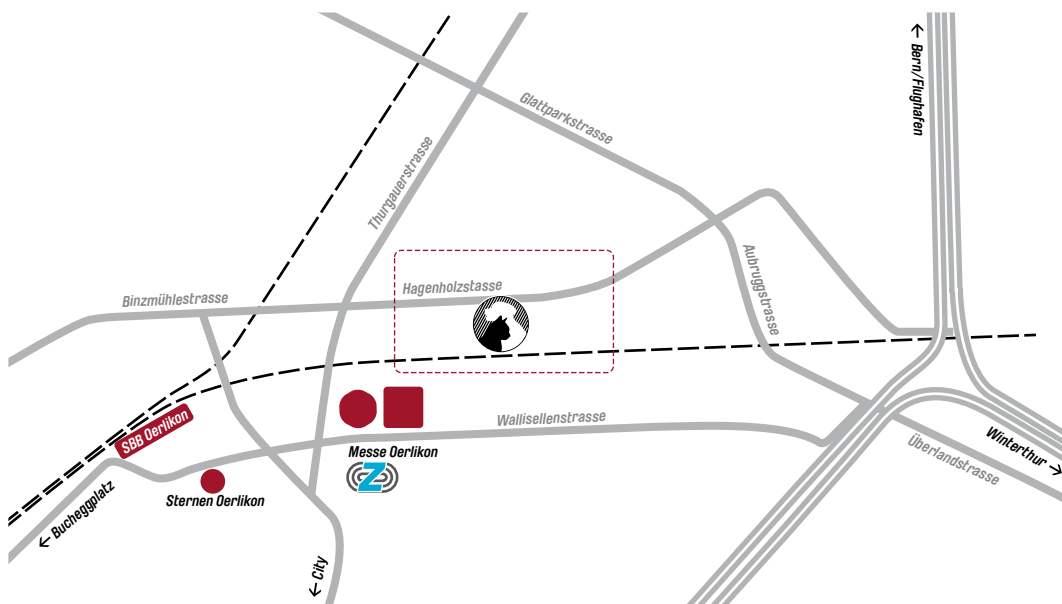 ← Bern/Flughafen
Glattparkstrasse
Thurgauerstrasse
Aubruggstrasse
Hagenholzstasse
Binzmühlestrasse
SBB Oerlikon
Wallisellenstrasse
Messe Oerlikon
Z
Sternen Oerlikon
← Bucheggplatz
← City
Winterthur →
Überlandstrasse